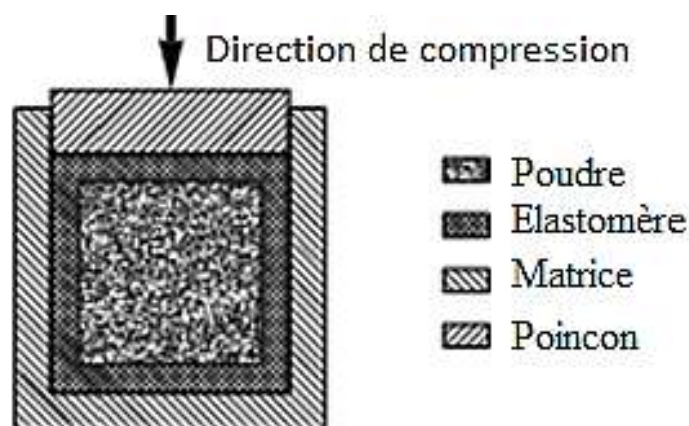 Direction de compression
Poudre
Elastomère
Matrice
Poincon